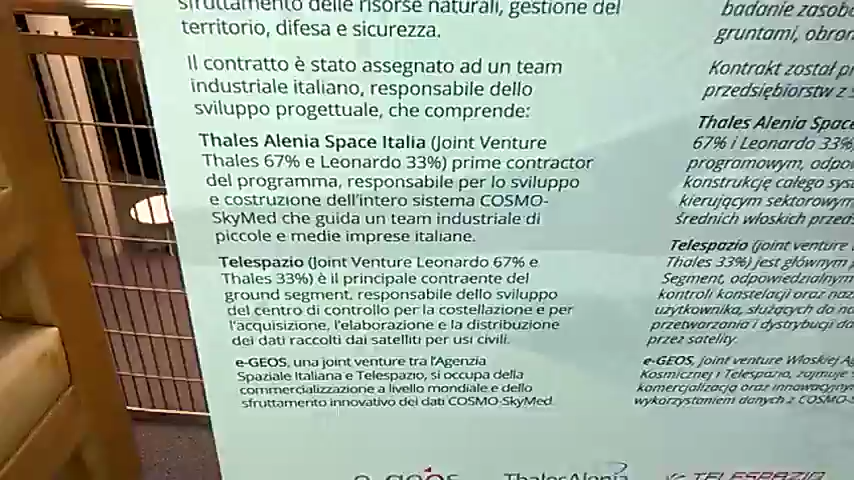 sfruttamento delle risorse naturali, gestione del
territorio, difesa e sicurezza.
Il contratto è stato assegnato ad un team
industriale italiano, responsabile dello
sviluppo progettuale, che comprende:
Thales Alenia Space Italia (Joint Venture
Thales 67% e Leonardo 33%) prime contractor
del programma, responsabile per lo sviluppo
e costruzione dell'intero sistema COSMO-
SkyMed che guida un team industriale di
piccole e medie imprese italiane.
Telespazio (Joint Venture Leonardo 67% e
Thales 33%) è il principale contraente del
ground segment, responsabile dello sviluppo
del centro di controllo per la costellazione e per
l'acquisizione, l'elaborazione e la distribuzione
dei dati raccolti dai satelliti per usi civili.
e-GEOS, una joint venture tra l'Agenzia
Spaziale Italiana e Telespazio, si occupa della
commercializzazione a livello mondiale e dello
sfruttamento innovativo dei dati COSMO-SkyMed.
badanie zasobó
gruntami, obron
Kontrakt został pr
przedsiębiorstw z s
Thales Alenia Space
67% i Leonardo 33%
programowym, odpow
konstrukcję całego sys
kierującym sektorowym
średnich włoskich przeds
Telespazio (joint venture
Thales 33%) jest głównym
Segment, odpowiedzialnym
kontroli konstelacji oraz naz
użytkownika, służących do na
przetwarzania i dystrybucji da
przez satelity.
e-GEOS, joint venture Włoskiej Ag
Kosmicznej i Telespazio, zajmuje s
komercjalizacją oraz innowacyjny
wykorzystaniem danych z COSMO-S
e-geos
ThalesAlenia
TELESPAZIO